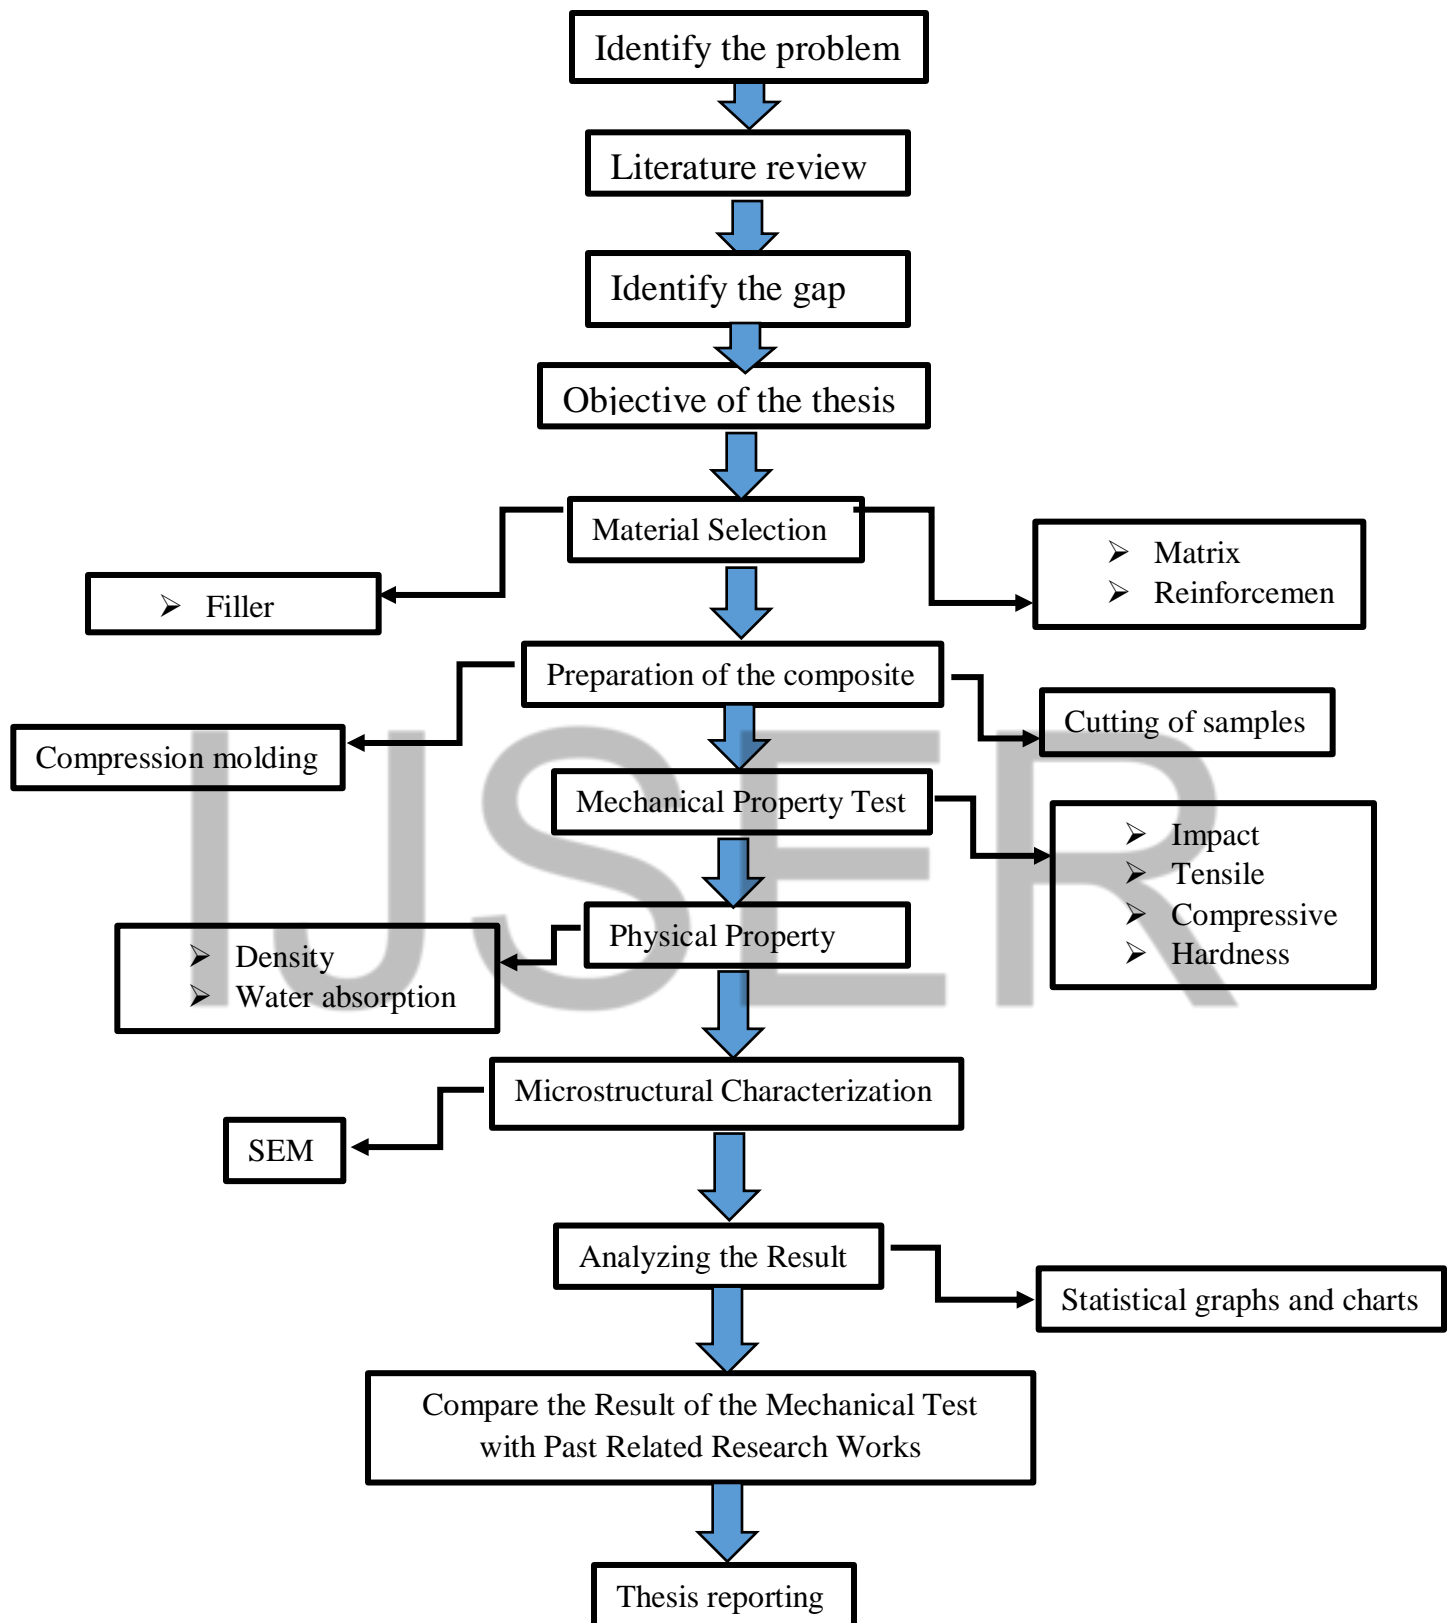 Identify the problem
Literature review
Identify the gap
Objective of the thesis
Material Selection
➢ Filler
➢ Matrix
➢ Reinforcemen
Preparation of the composite
Compression molding
Cutting of samples
Mechanical Property Test
➢ Impact
➢ Tensile
➢ Compressive
➢ Hardness
Physical Property
➢ Density
➢ Water absorption
IJSER
Microstructural Characterization
SEM
Analyzing the Result
Statistical graphs and charts
Compare the Result of the Mechanical Test
with Past Related Research Works
Thesis reporting